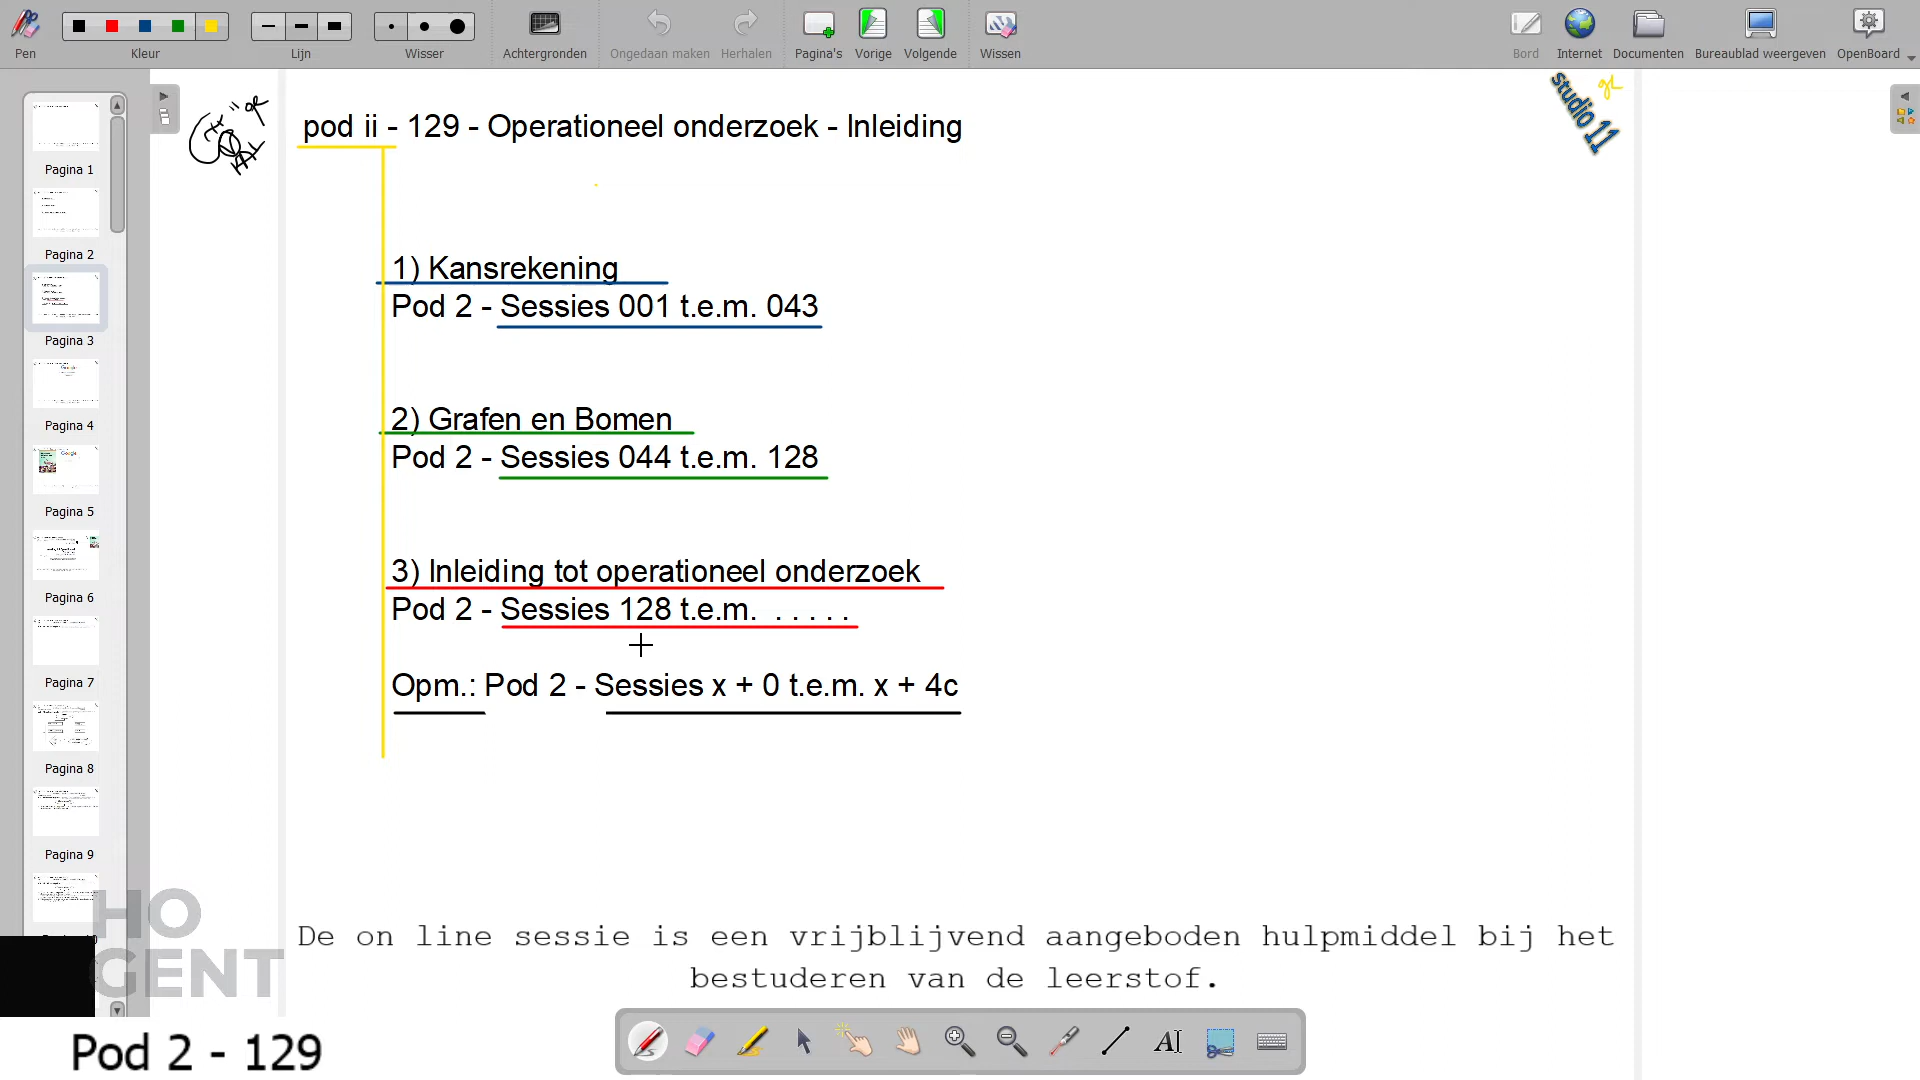 Pen
Kleur
Lijn
Wisser
Achtergronden
Ongedaan maken
Herhalen
Pagina's
Vorige
Volgende
Wissen
Bord
Internet
Documenten
Bureaublad weergeven
OpenBoard
studio 11
pod ii - 129 - Operationeel onderzoek - Inleiding
1) Kansrekening
Pod 2 - Sessies 001 t.e.m. 043
2) Grafen en Bomen
Pod 2 - Sessies 044 t.e.m. 128
3) Inleiding tot operationeel onderzoek
Pod 2 - Sessies 128 t.e.m. . . . . .
Opm.: Pod 2 - Sessies x + 0 t.e.m. x + 4c
De on line sessie is een vrijblijvend aangeboden hulpmiddel bij het
bestuderen van de leerstof.
Pagina 1
Pagina 2
Pagina 3
Pagina 4
Pagina 5
Pagina 6
Pagina 7
Pagina 8
Pagina 9
HO
GENT
Pod 2 - 129